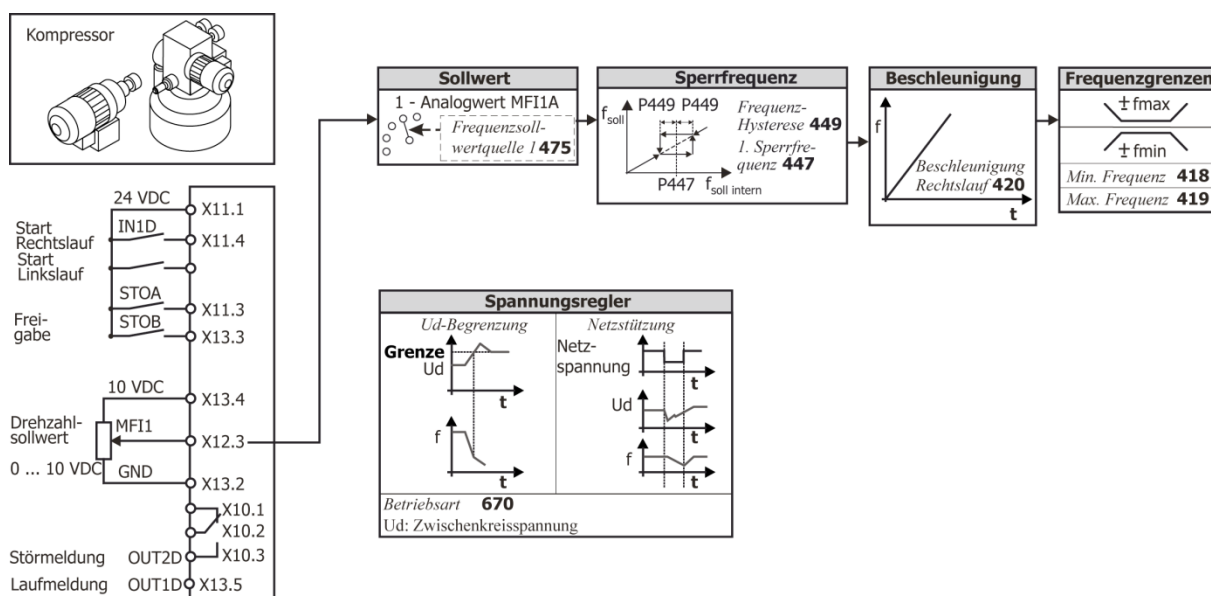 Kompressor
24 VDC
X11.1
Start
Rechtslauf
IN1D
X11.4
Start
Linkslauf
STOA
X11.3
Frei-
gabe
STOB
X13.3
10 VDC
X13.4
Drehzahl-
sollwert
MFI1
X12.3
0 ... 10 VDC
GND
X13.2
X10.1
X10.2
Störmeldung OUT2D X10.3
Laufmeldung OUT1D X13.5
Sollwert
1 - Analogwert MFI1A
Frequenzsoll-
wertquelle 1 475
Sperrfrequenz
fsoll
P449 P449
P447
fsoll intern
Frequenz-
Hysterese 449
1. Sperrfre-
quenz 447
Beschleunigung
f
Beschleunigung
Rechtslauf 420
t
Frequenzgrenzen
± fmax
± fmin
Min. Frequenz 418
Max. Frequenz 419
Spannungsregler
Ud-Begrenzung
Grenze
Ud
t
f
t
Netzstützung
Netz-
spannung
t
Ud
t
f
t
Betriebsart 670
Ud: Zwischenkreisspannung